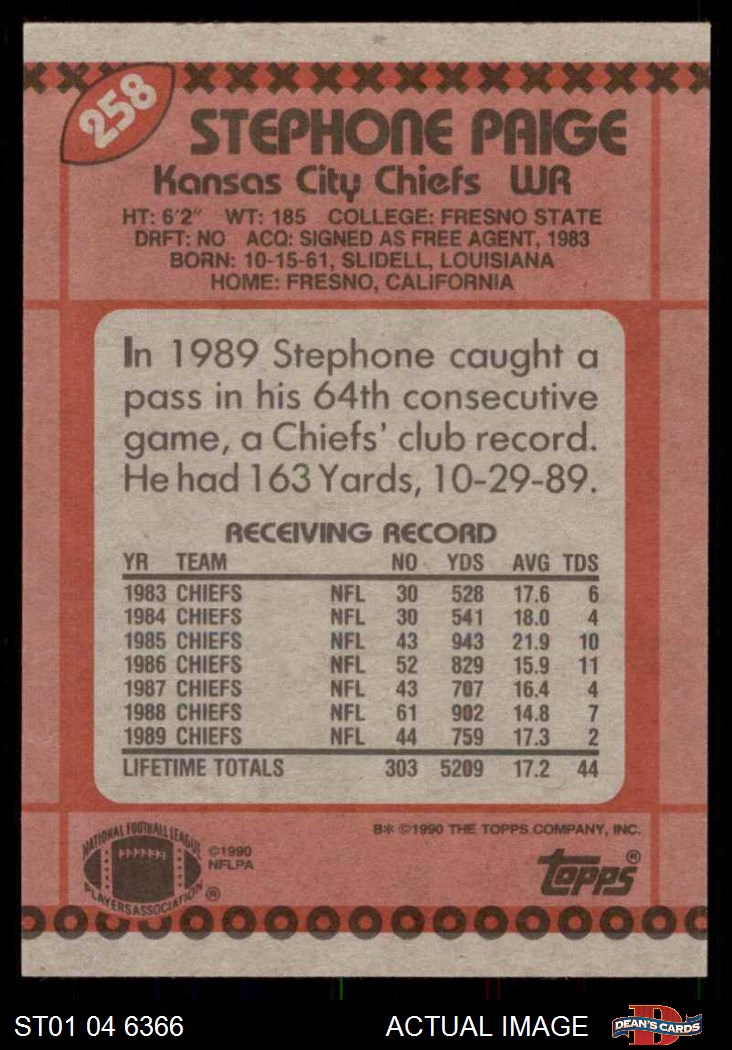 258
STEPHONE PAIGE
Kansas City Chiefs WR
HT: 6'2" WT: 185 COLLEGE: FRESNO STATE
DRFT: NO ACQ: SIGNED AS FREE AGENT, 1983
BORN: 10-15-61, SLIDELL, LOUISIANA
HOME: FRESNO, CALIFORNIA
In 1989 Stephone caught a
pass in his 64th consecutive
game, a Chiefs' club record.
He had 163 Yards, 10-29-89.
RECEIVING RECORD
YR TEAM NO YDS AVG TDS
1983 CHIEFS NFL 30 528 17.6 6
1984 CHIEFS NFL 30 541 18.0 4
1985 CHIEFS NFL 43 943 21.9 10
1986 CHIEFS NFL 52 829 15.9 11
1987 CHIEFS NFL 43 707 16.4 4
1988 CHIEFS NFL 61 902 14.8 7
1989 CHIEFS NFL 44 759 17.3 2
LIFETIME TOTALS 303 5209 17.2 44
B* ©1990 THE TOPPS COMPANY, INC.
NATIONAL FOOTBALL LEAGUE
PLAYERS ASSOCIATION ®
©1990
NFLPA
topps®
ST01 04 6366 ACTUAL IMAGE
D
DEAN'S CARDS